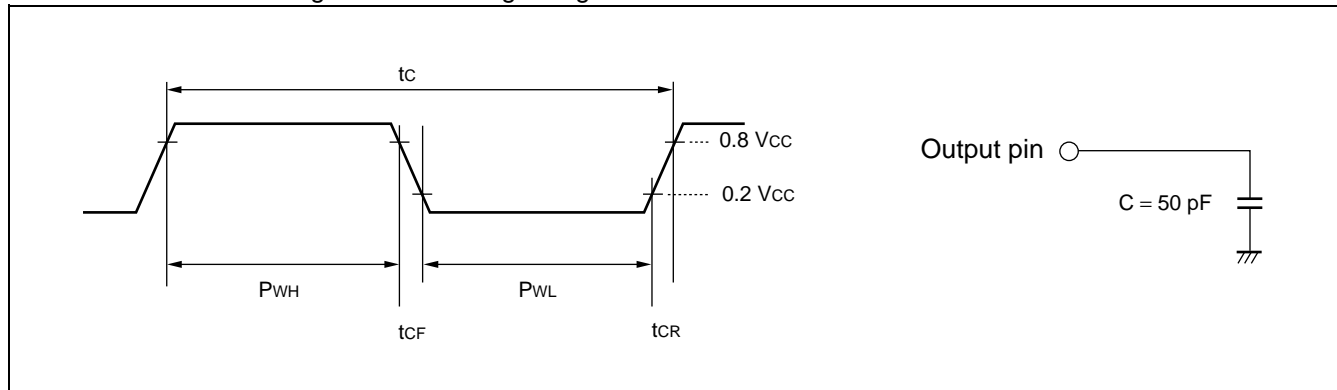 tC
0.8 VCC
0.2 VCC
PWH
PWL
tCF
tCR
Output pin
C = 50 pF